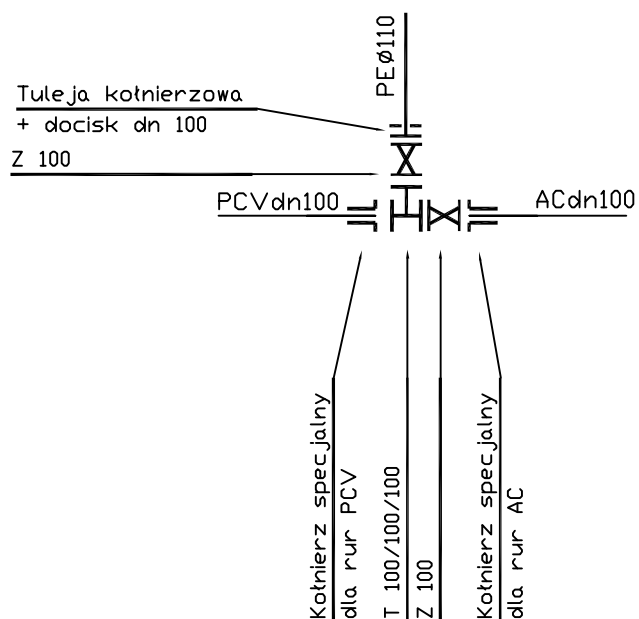 PEø110
Tuleja kołnierzowa
+ docisk dn 100
Z 100
PCVdn100
ACdn100
Kołnierz specjalny
dla rur PCV
T 100/100/100
Z 100
Kołnierz specjalny
dla rur AC